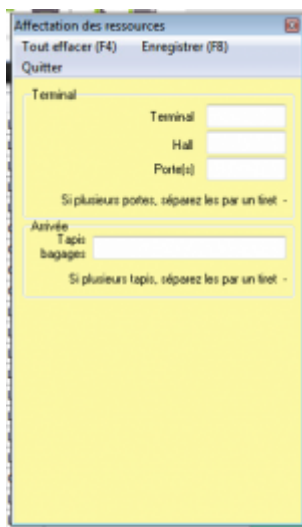 Affectation des ressources
Tout effacer (F4) Enregistrer (F8)
Quitter
Terminal
Terminal
Hall
Porte(s)
Si plusieurs portes, séparez les par un tiret -
Arrivée
Tapis
bagages
Si plusieurs tapis, séparez les par un tiret -